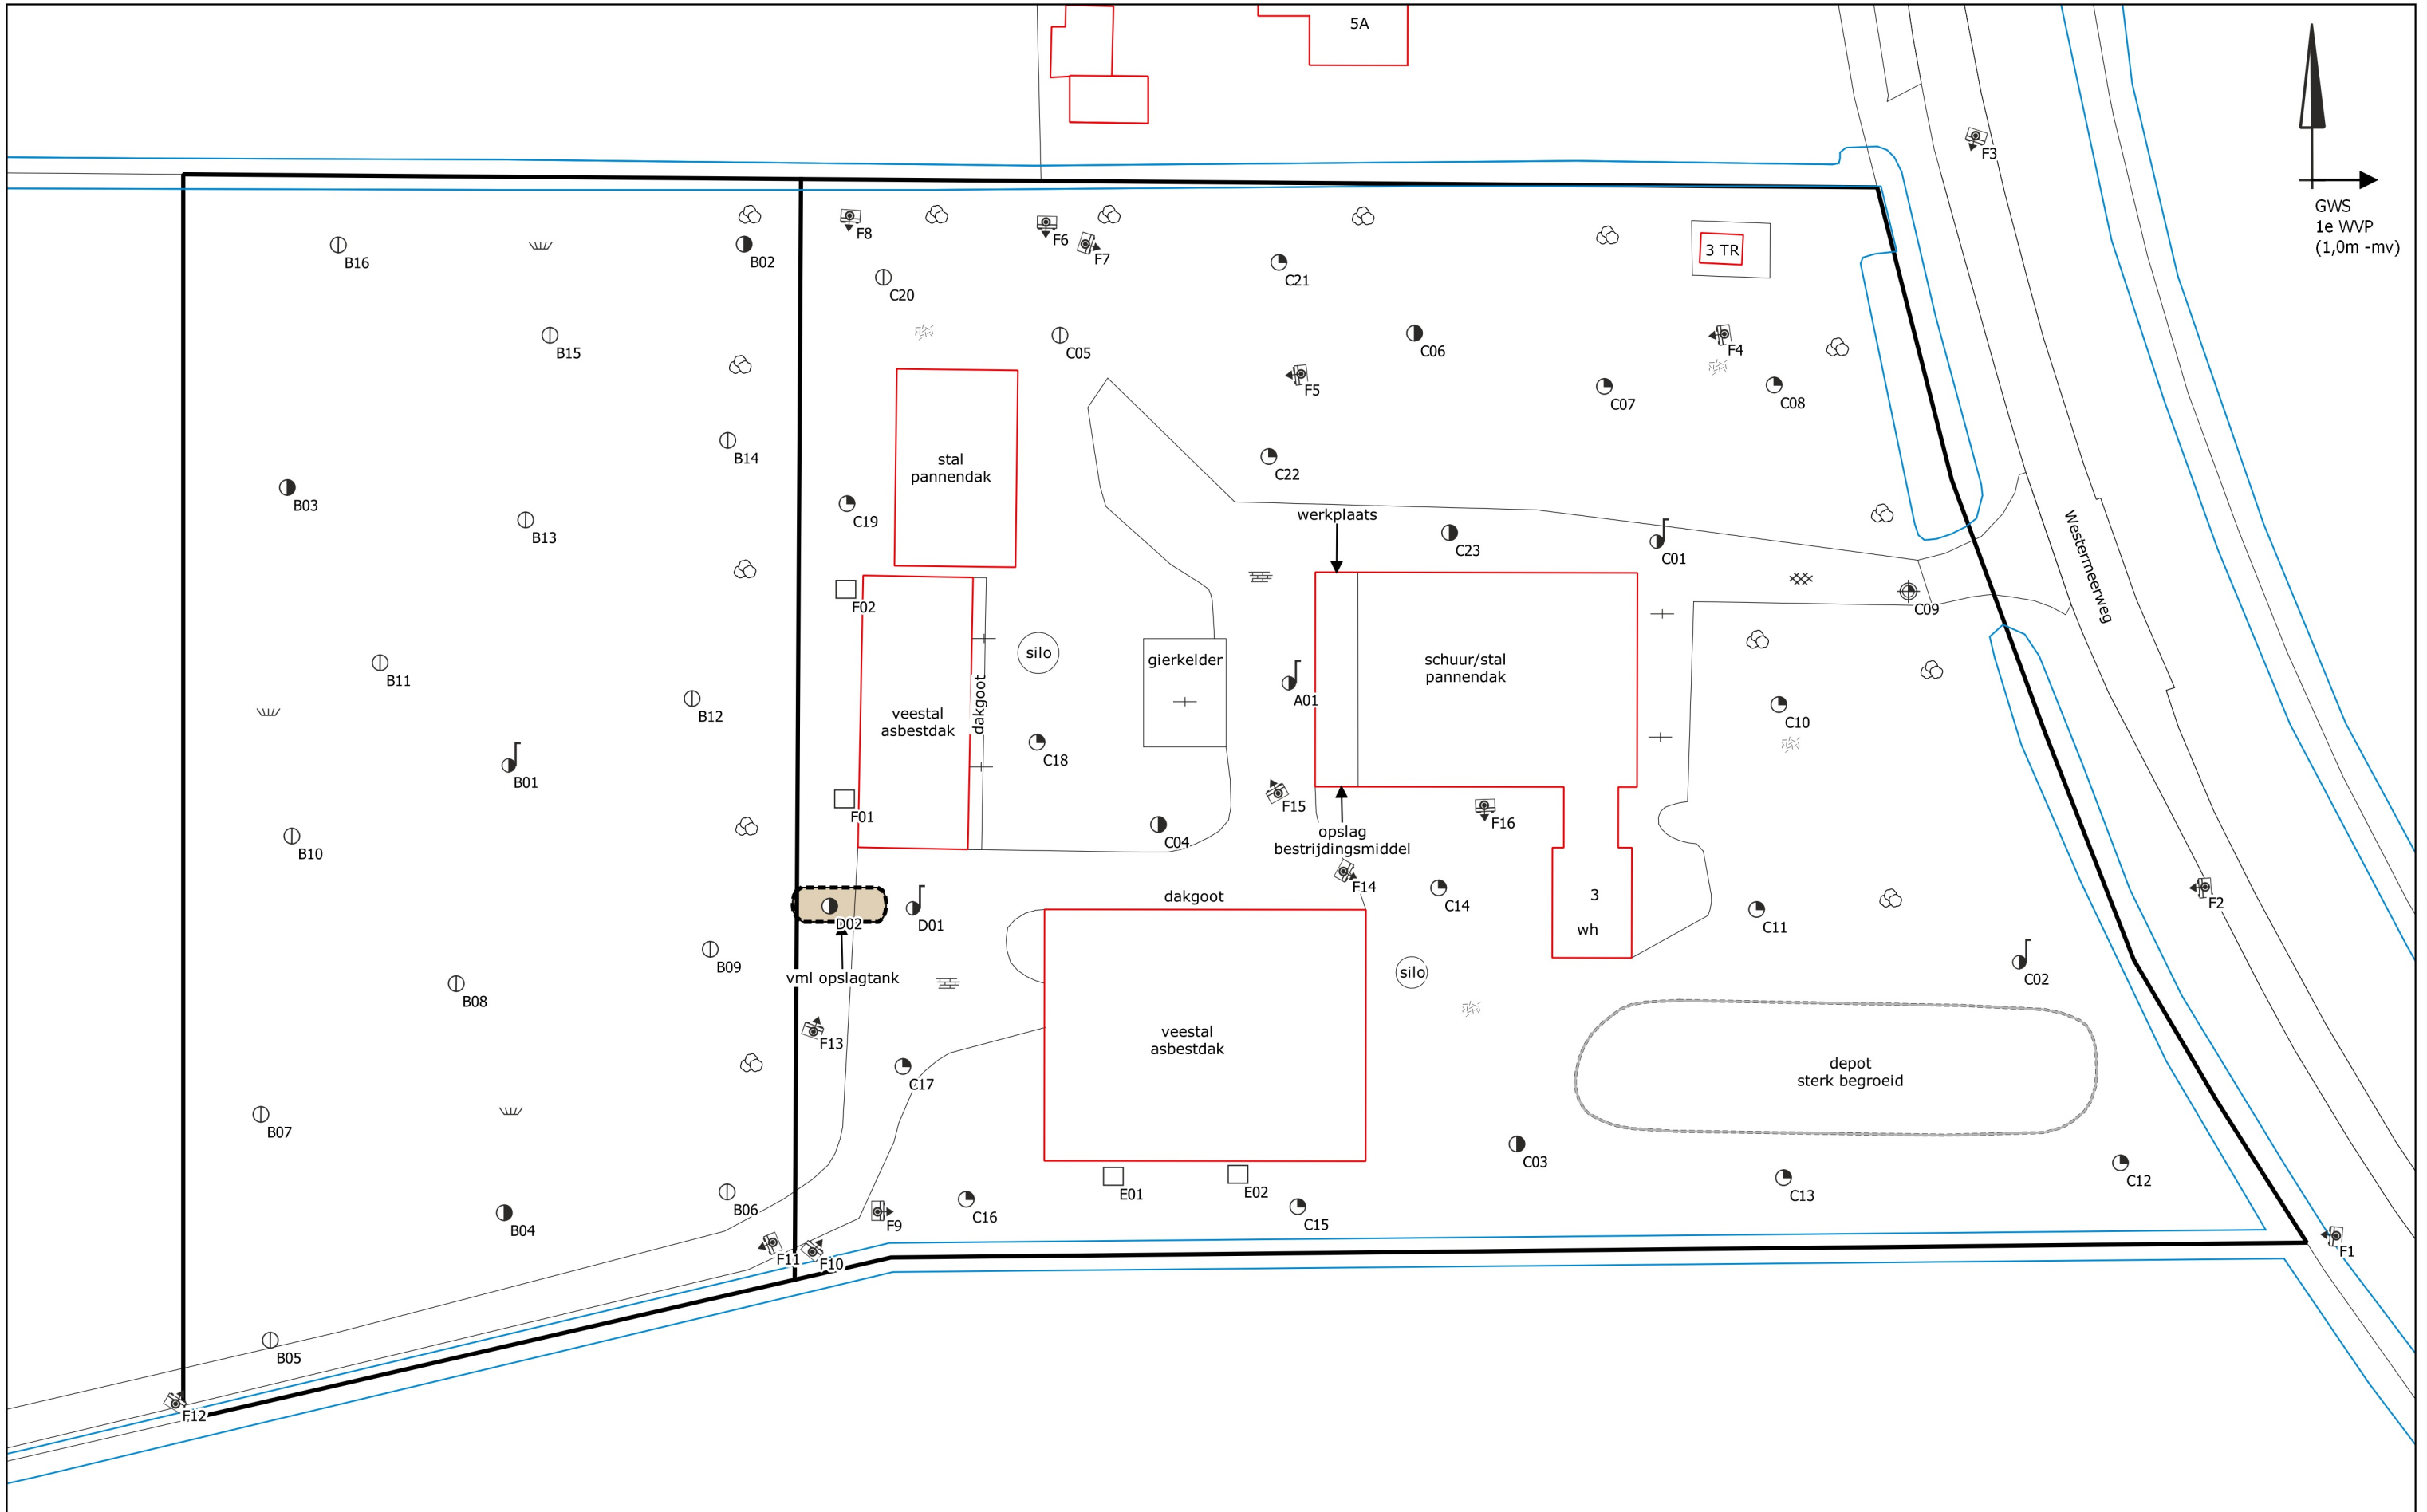 5A
F3
GWS
1e WVP
(1,0m -mv)
B16
B02
F8
F6
F7
C20
C21
3 TR
B15
C05
C06
F4
F5
C07
C08
B14
stal
pannendak
C22
B03
C19
B13
werkplaats
C23
C01
Westermeerweg
F02
C09
silo
gierkelder
schuur/stal
pannendak
B11
B12
A01
veestal
asbestdak
dakgoot
C10
C18
B01
F01
F15
F16
C04
opslag
bestrijdingsmiddel
B10
F14
dakgoot
3
wh
C14
F2
D02
D01
C11
B09
vml opslagtank
silo
C02
B08
F13
veestal
asbestdak
depot
sterk begroeid
C17
B07
C03
E01
E02
C13
C12
B06
B04
F9
C16
C15
F11
F10
F1
B05
F12